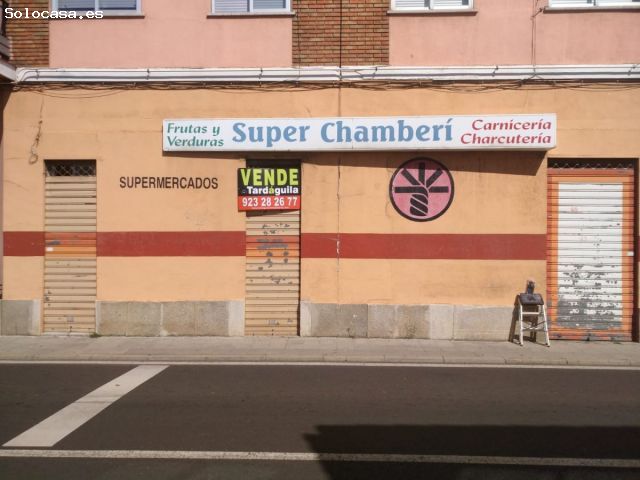 Solocasa.es
Frutas y
Verduras
Super Chamberí
Carnicería
Charcutería
SUPERMERCADOS
VENDE
Tardáguila
923 28 26 77